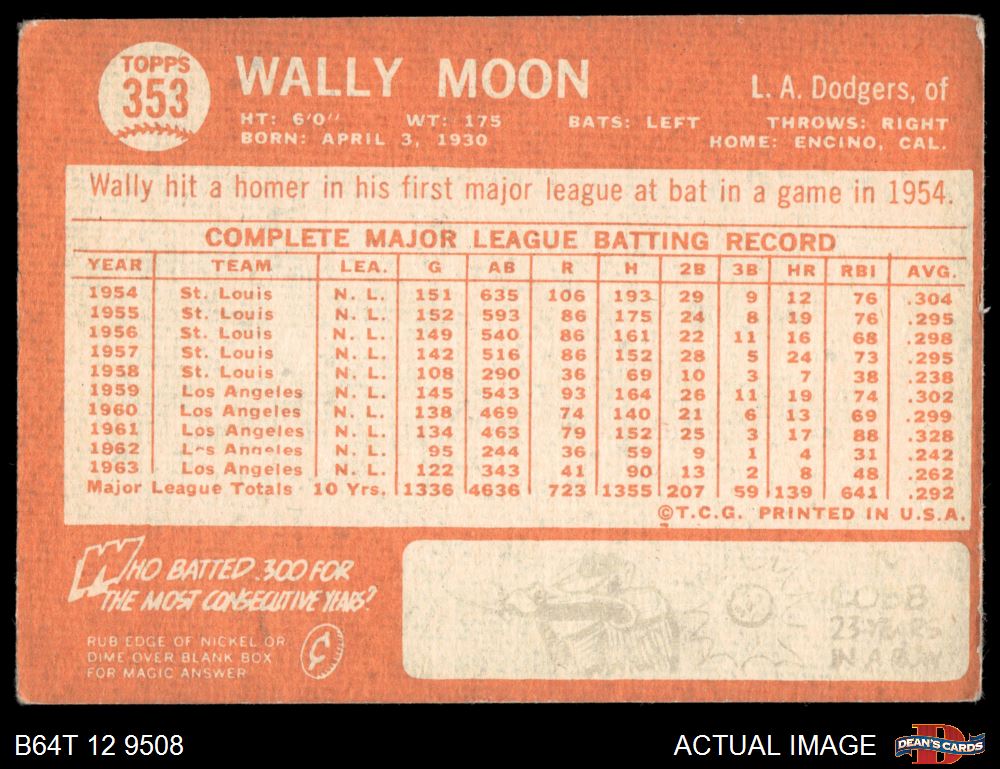 TOPPS
353
WALLY MOON
L. A. Dodgers, of
HT: 6'0" WT: 175 BATS: LEFT THROWS: RIGHT
BORN: APRIL 3, 1930 HOME: ENCINO, CAL.
Wally hit a homer in his first major league at bat in a game in 1954.
COMPLETE MAJOR LEAGUE BATTING RECORD
YEAR TEAM LEA. G AB R H 2B 3B HR RBI AVG.
1954 St. Louis N. L. 151 635 106 193 29 9 12 76 .304
1955 St. Louis N. L. 152 593 86 175 24 8 19 76 .295
1956 St. Louis N. L. 149 540 86 161 22 11 16 68 .298
1957 St. Louis N. L. 142 516 86 152 28 5 24 73 .295
1958 St. Louis N. L. 108 290 36 69 10 3 7 38 .238
1959 Los Angeles N. L. 145 543 93 164 26 11 19 74 .302
1960 Los Angeles N. L. 138 469 74 140 21 6 13 69 .299
1961 Los Angeles N. L. 134 463 79 152 25 3 17 88 .328
1962 Los Angeles N. L. 95 244 36 59 9 1 4 31 .242
1963 Los Angeles N. L. 122 343 41 90 13 2 8 48 .262
Major League Totals 10 Yrs. 1336 4636 723 1355 207 59 139 641 .292
©T.C.G. PRINTED IN U.S.A.
WHO BATTED .300 FOR
THE MOST CONSECUTIVE YEARS?
RUB EDGE OF NICKEL OR
DIME OVER BLANK BOX
FOR MAGIC ANSWER
COBB
23 YEARS
IN A ROW
B64T 12 9508
ACTUAL IMAGE
DEAN'S CARDS